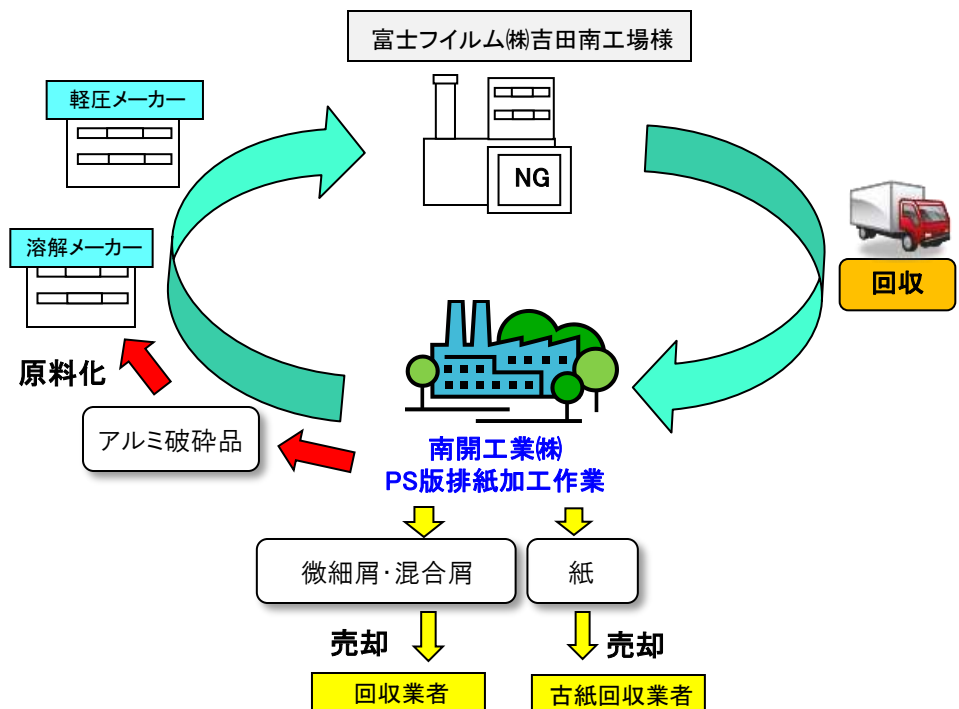 富士フイルム㈱吉田南工場様
軽圧メーカー
NG
溶解メーカー
回収
原料化
アルミ破砕品
南開工業㈱
PS版排紙加工作業
微細屑・混合屑
紙
売却
売却
回収業者
古紙回収業者